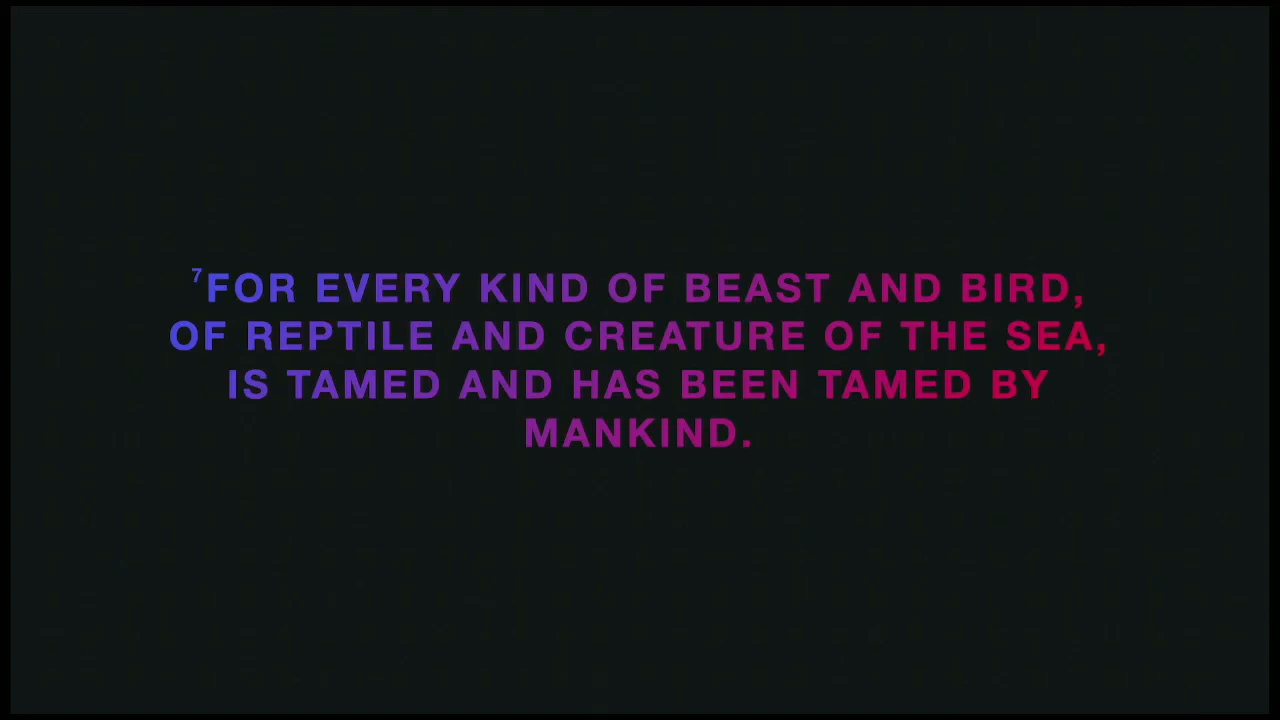 7FOR EVERY KIND OF BEAST AND BIRD,
OF REPTILE AND CREATURE OF THE SEA,
IS TAMED AND HAS BEEN TAMED BY
MANKIND.